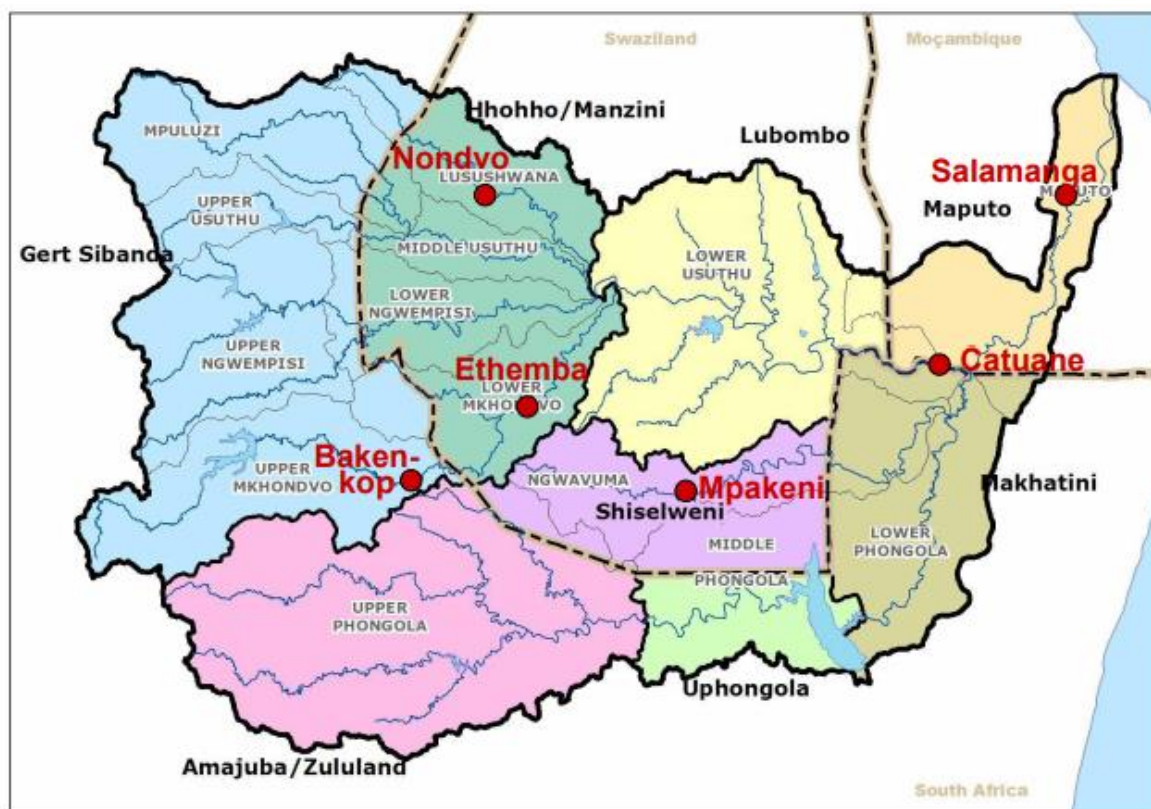 Swaziland
Moçambique
Hhohho/Manzini
MPULUZI
Lubombo
Nondvo
LUSUSHWANA
Salamanga
UPPER
USUTHU
Maputo
Gert Sibanda
MIDDLE USUTHU
LOWER
USUTHU
LOWER
NGWEMPISI
UPPER
NGWEMPISI
Ethemba
LOWER
Catuane
Baken-
kop
UPPER
MKHONDVO
NGWAVUMA
Mpakeni
Shiselweni
Makhatini
MIDDLE
PHONGOLA
LOWER
PHONGOLA
UPPER
PHONGOLA
Uphongola
Amajuba/Zululand
South Africa